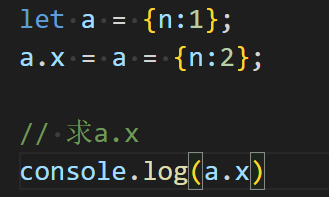 let a = {n:1};
a.x = a = {n:2};
// 求a.x
console.log(a.x)